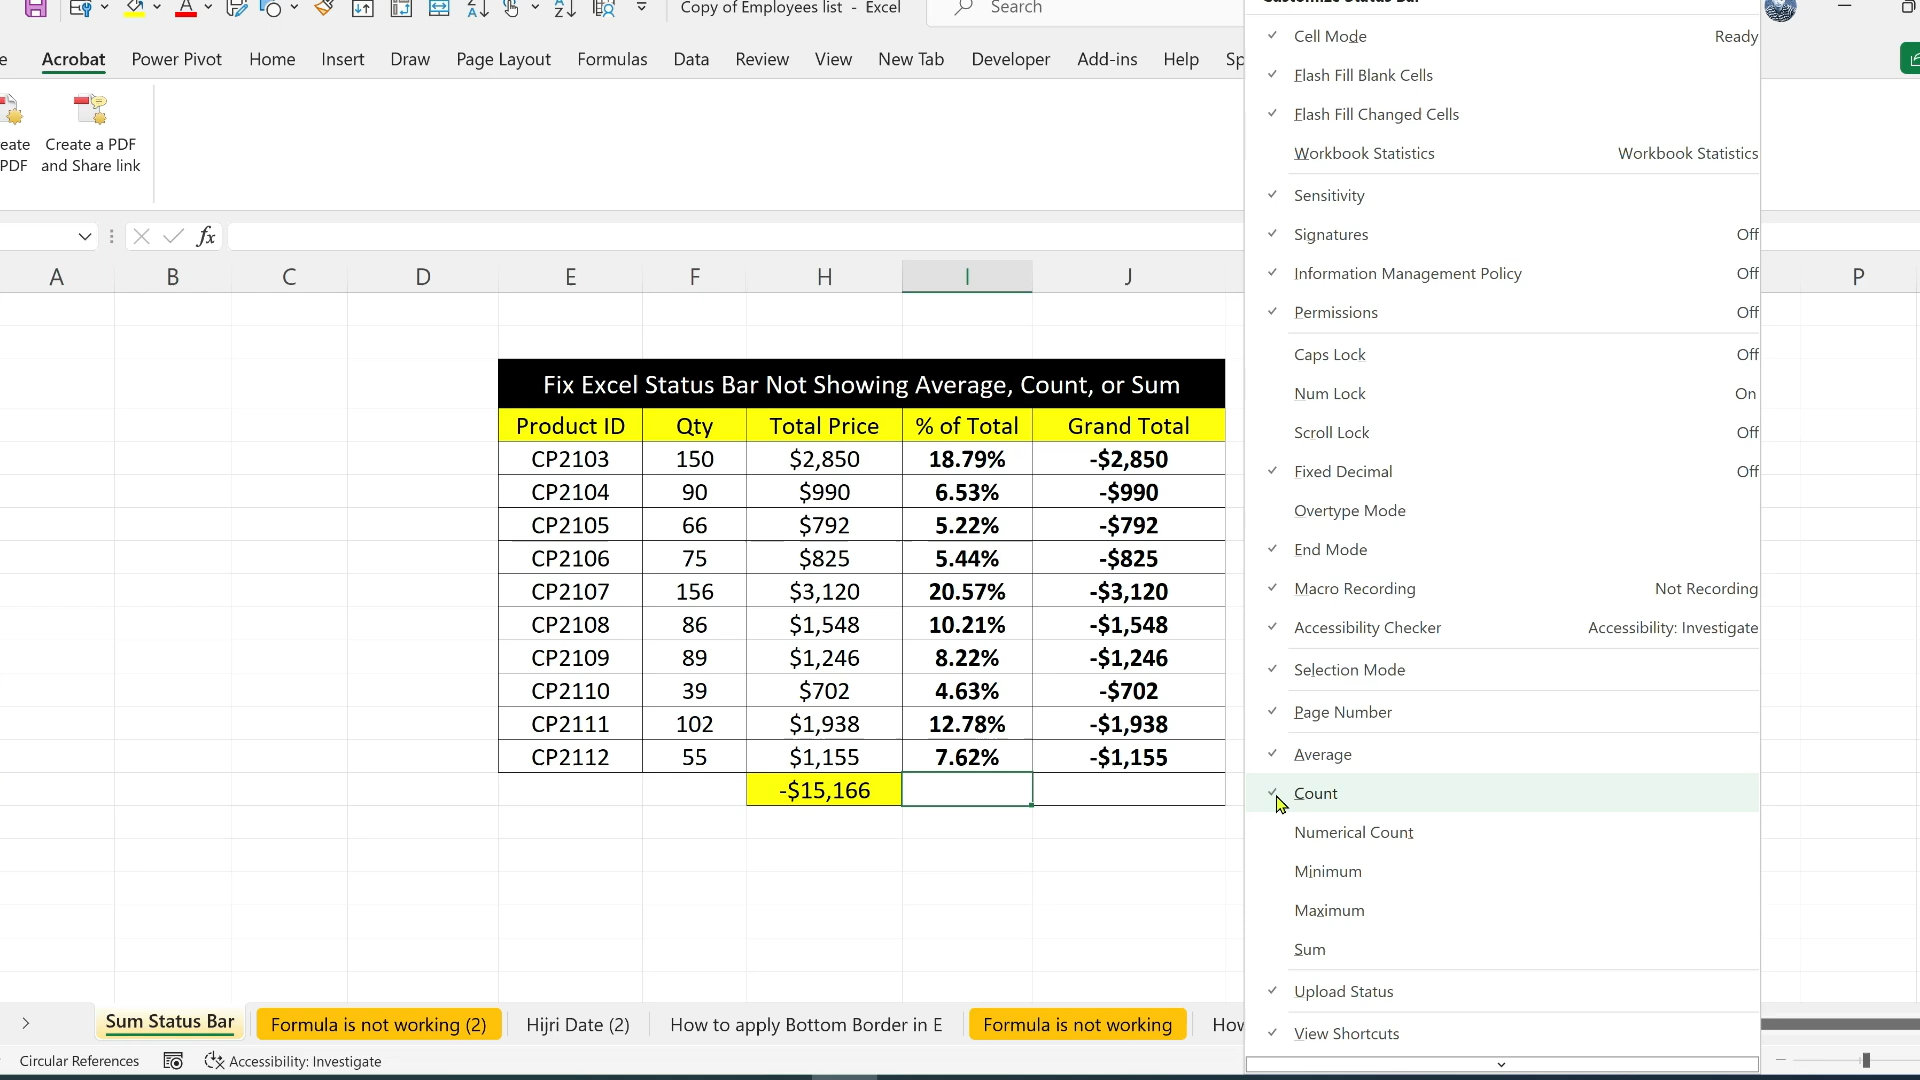 Copy of Employees list - Excel
Search
Acrobat Power Pivot Home Insert Draw Page Layout Formulas Data Review View New Tab Developer Add-ins Help Sp
eate
PDF
Create a PDF
and Share link
fx
A B C D E F H I J P
Fix Excel Status Bar Not Showing Average, Count, or Sum
Product ID Qty Total Price % of Total Grand Total
CP2103 150 $2,850 18.79% -$2,850
CP2104 90 $990 6.53% -$990
CP2105 66 $792 5.22% -$792
CP2106 75 $825 5.44% -$825
CP2107 156 $3,120 20.57% -$3,120
CP2108 86 $1,548 10.21% -$1,548
CP2109 89 $1,246 8.22% -$1,246
CP2110 39 $702 4.63% -$702
CP2111 102 $1,938 12.78% -$1,938
CP2112 55 $1,155 7.62% -$1,155
-$15,166
Customize Status Bar
Cell Mode Ready
Flash Fill Blank Cells
Flash Fill Changed Cells
Workbook Statistics Workbook Statistics
Sensitivity
Signatures Off
Information Management Policy Off
Permissions Off
Caps Lock Off
Num Lock On
Scroll Lock Off
Fixed Decimal Off
Overtype Mode
End Mode
Macro Recording Not Recording
Accessibility Checker Accessibility: Investigate
Selection Mode
Page Number
Average
Count
Numerical Count
Minimum
Maximum
Sum
Upload Status
View Shortcuts
Sum Status Bar Formula is not working (2) Hijri Date (2) How to apply Bottom Border in E Formula is not working How
Circular References Accessibility: Investigate